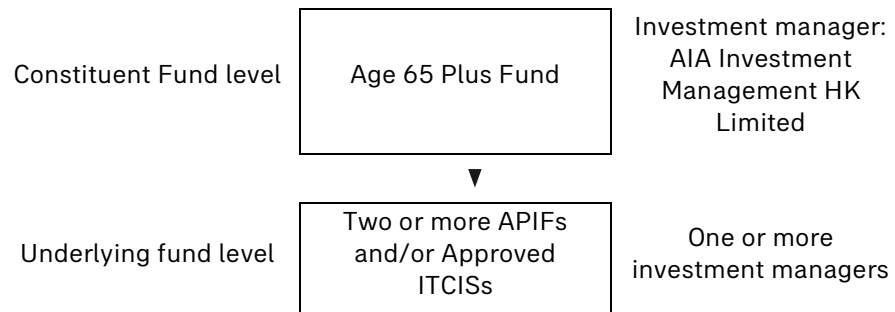 Constituent Fund level
Age 65 Plus Fund
Investment manager:
AIA Investment
Management HK
Limited
Underlying fund level
Two or more APIFs
and/or Approved
ITCISs
One or more
investment managers